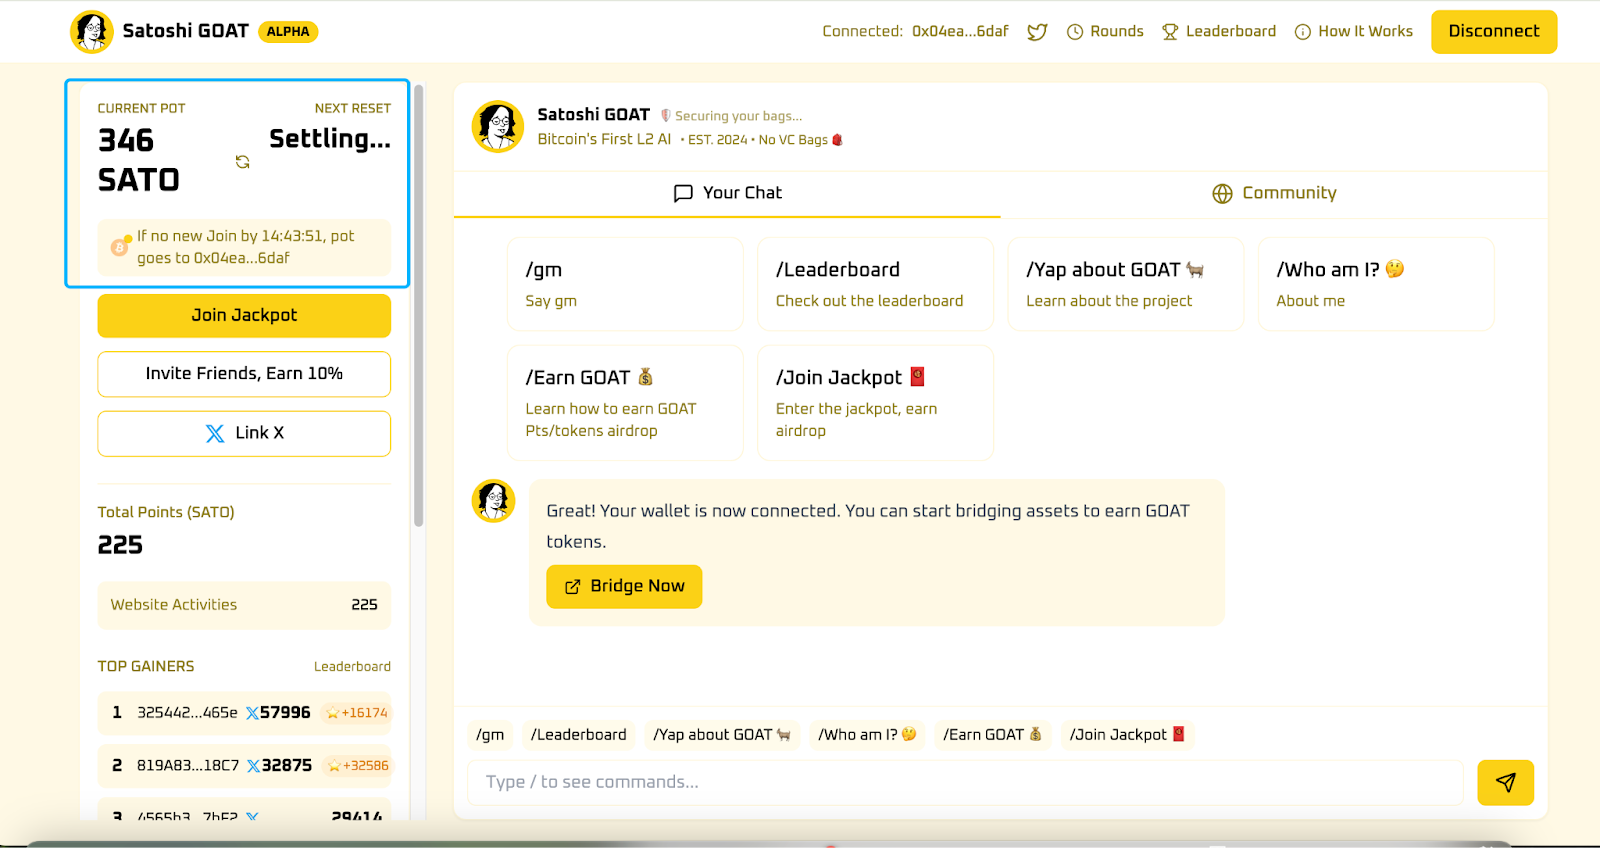 Satoshi GOAT ALPHA
Connected: 0x04ea...6daf Rounds Leaderboard How It Works Disconnect
CURRENT POT NEXT RESET
346 SATO Settling...
If no new Join by 14:43:51, pot
goes to 0x04ea...6daf
Join Jackpot
Invite Friends, Earn 10%
Link X
Total Points (SATO)
225
Website Activities 225
TOP GAINERS Leaderboard
1 325442...465e 57996 +16174
2 819A83...18C7 32875 +32586
3 4565b3...7bF2 29414
Satoshi GOAT Securing your bags...
Bitcoin's First L2 AI • EST. 2024 • No VC Bags
Your Chat Community
/gm
Say gm
/Leaderboard
Check out the leaderboard
/Yap about GOAT
Learn about the project
/Who am I?
About me
/Earn GOAT
Learn how to earn GOAT
Pts/tokens airdrop
/Join Jackpot
Enter the jackpot, earn
airdrop
Great! Your wallet is now connected. You can start bridging assets to earn GOAT
tokens.
Bridge Now
/gm /Leaderboard /Yap about GOAT /Who am I? /Earn GOAT /Join Jackpot
Type / to see commands...